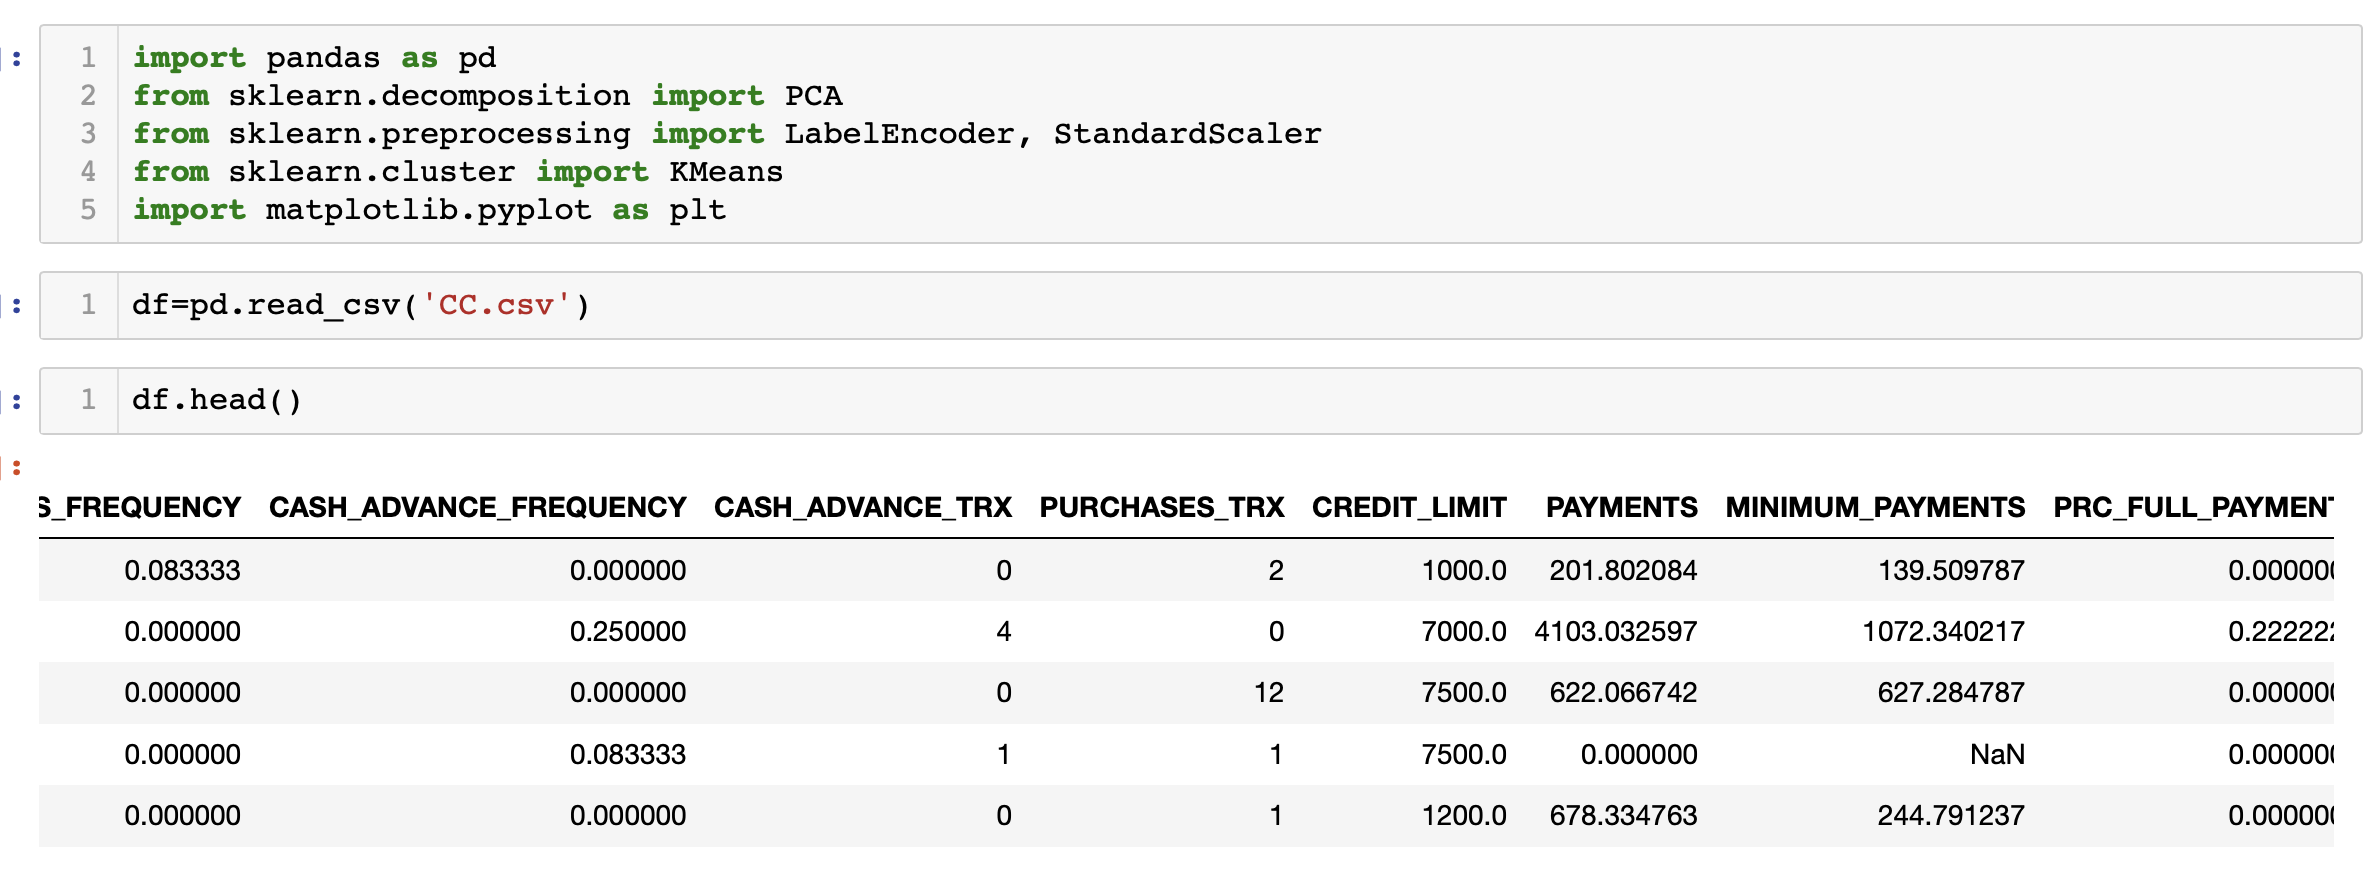 1 import pandas as pd
2 from sklearn.decomposition import PCA
3 from sklearn.preprocessing import LabelEncoder, StandardScaler
4 from sklearn.cluster import KMeans
5 import matplotlib.pyplot as plt
1 df=pd.read_csv('CC.csv')
1 df.head()
S_FREQUENCY CASH_ADVANCE_FREQUENCY CASH_ADVANCE_TRX PURCHASES_TRX CREDIT_LIMIT PAYMENTS MINIMUM_PAYMENTS PRC_FULL_PAYMENT
0.083333 0.000000 0 2 1000.0 201.802084 139.509787 0.00000
0.000000 0.250000 4 0 7000.0 4103.032597 1072.340217 0.22222
0.000000 0.000000 0 12 7500.0 622.066742 627.284787 0.00000
0.000000 0.083333 1 1 7500.0 0.000000 NaN 0.00000
0.000000 0.000000 0 1 1200.0 678.334763 244.791237 0.00000